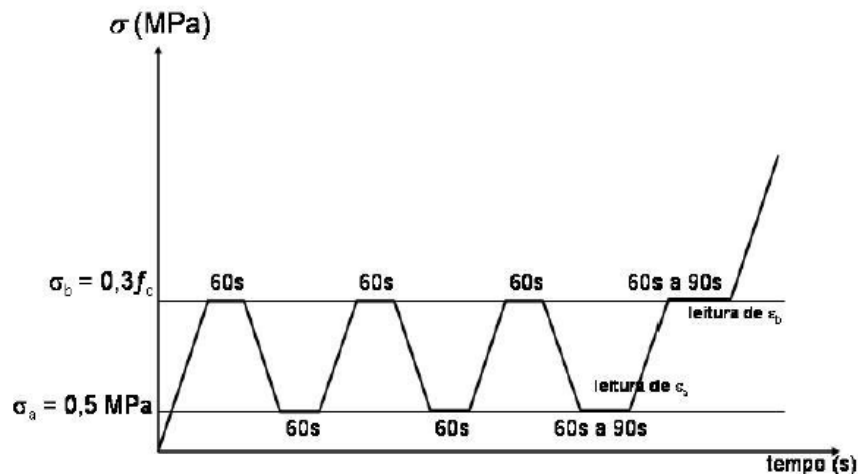 σ (MPa)
60s 60s 60s 60s a 90s
σb = 0,3fc
leitura de εb
leitura de εa
σa = 0,5 MPa
60s 60s 60s a 90s
tempo (s)